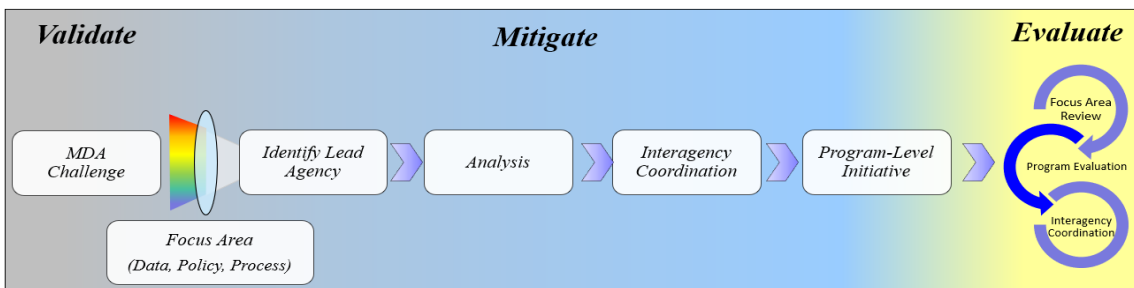 Validate
Mitigate
Evaluate
MDA
Challenge
Focus Area
(Data, Policy, Process)
Identify Lead
Agency
Analysis
Interagency
Coordination
Program-Level
Initiative
Focus Area
Review
Program Evaluation
Interagency
Coordination